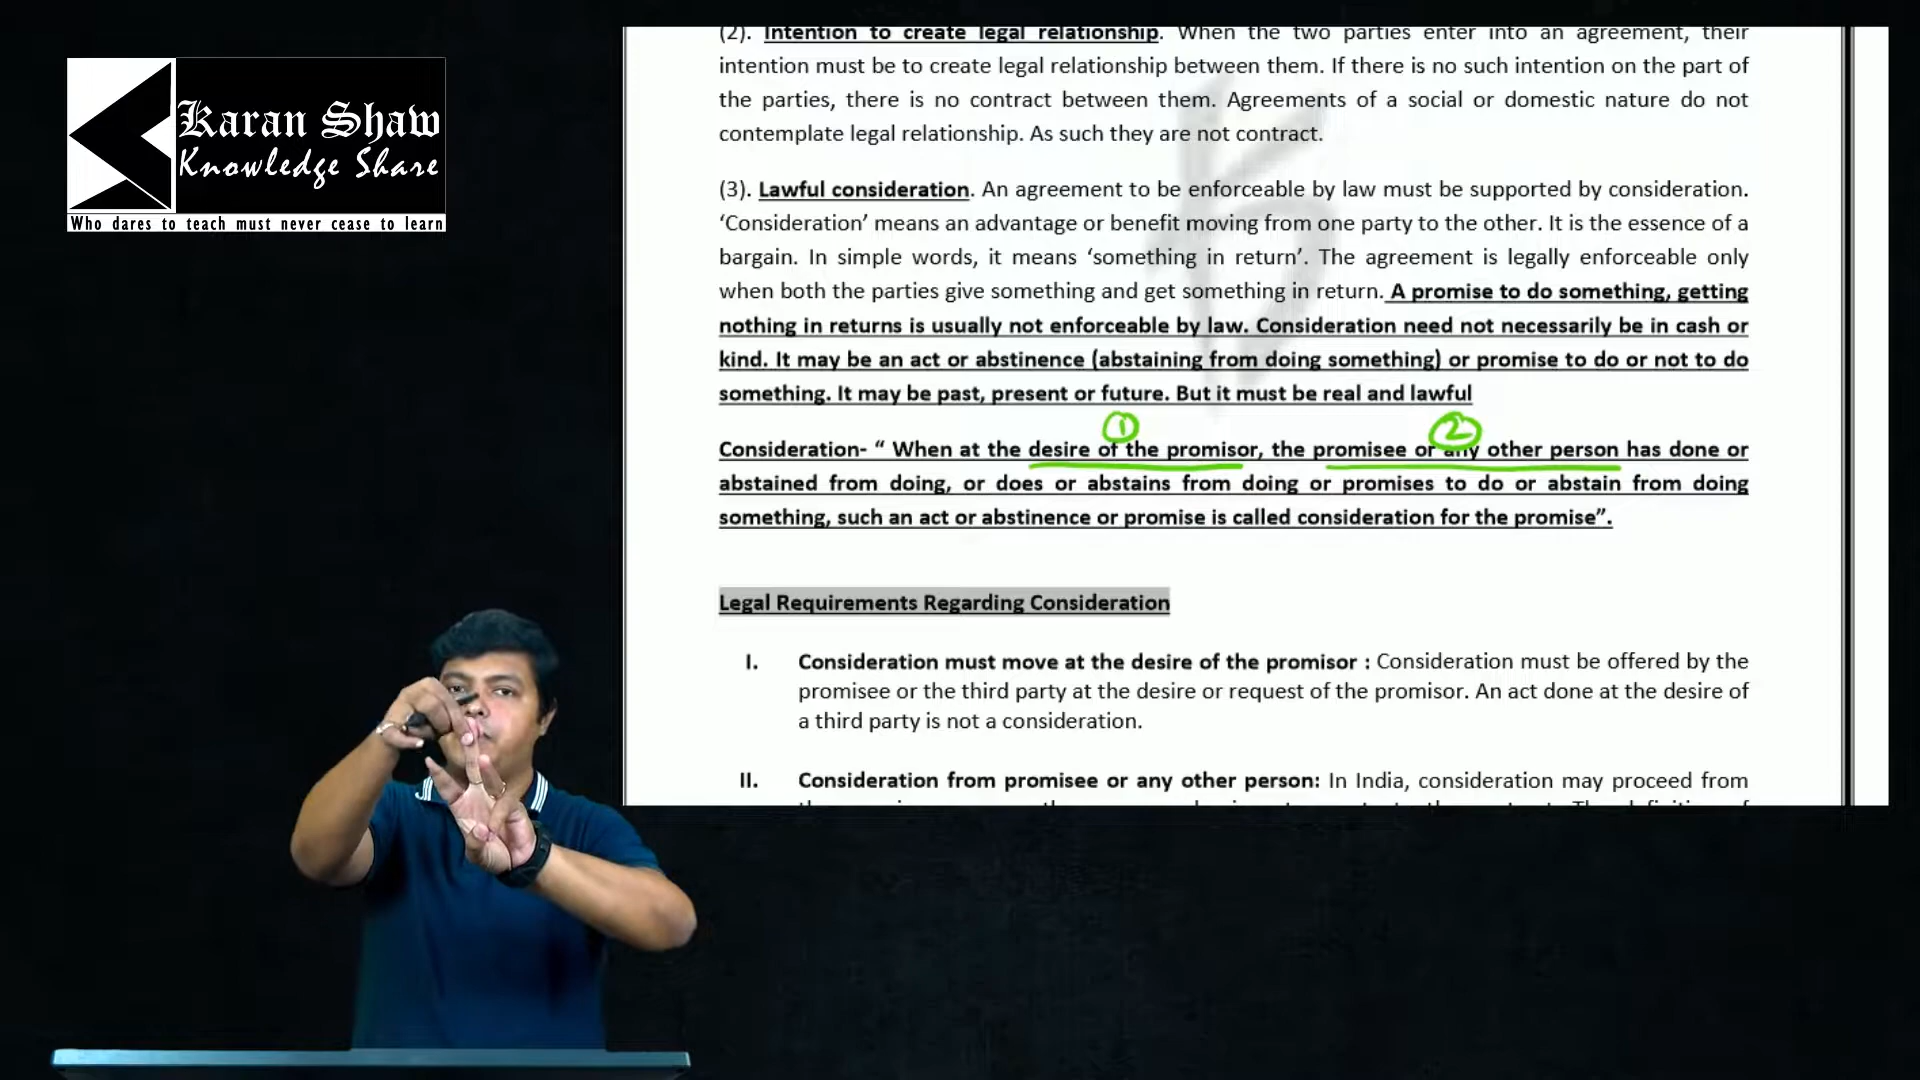 Karan Shaw
Knowledge Share
Who dares to teach must never cease to learn
(2). Intention to create legal relationship. When the two parties enter into an agreement, their
intention must be to create legal relationship between them. If there is no such intention on the part of
the parties, there is no contract between them. Agreements of a social or domestic nature do not
contemplate legal relationship. As such they are not contract.
(3). Lawful consideration. An agreement to be enforceable by law must be supported by consideration.
‘Consideration’ means an advantage or benefit moving from one party to the other. It is the essence of a
bargain. In simple words, it means ‘something in return’. The agreement is legally enforceable only
when both the parties give something and get something in return. A promise to do something, getting
nothing in returns is usually not enforceable by law. Consideration need not necessarily be in cash or
kind. It may be an act or abstinence (abstaining from doing something) or promise to do or not to do
something. It may be past, present or future. But it must be real and lawful
1 2
Consideration- “ When at the desire of the promisor, the promisee or any other person has done or
abstained from doing, or does or abstains from doing or promises to do or abstain from doing
something, such an act or abstinence or promise is called consideration for the promise”.
Legal Requirements Regarding Consideration
I. Consideration must move at the desire of the promisor : Consideration must be offered by the
promisee or the third party at the desire or request of the promisor. An act done at the desire of
a third party is not a consideration.
II. Consideration from promisee or any other person: In India, consideration may proceed from